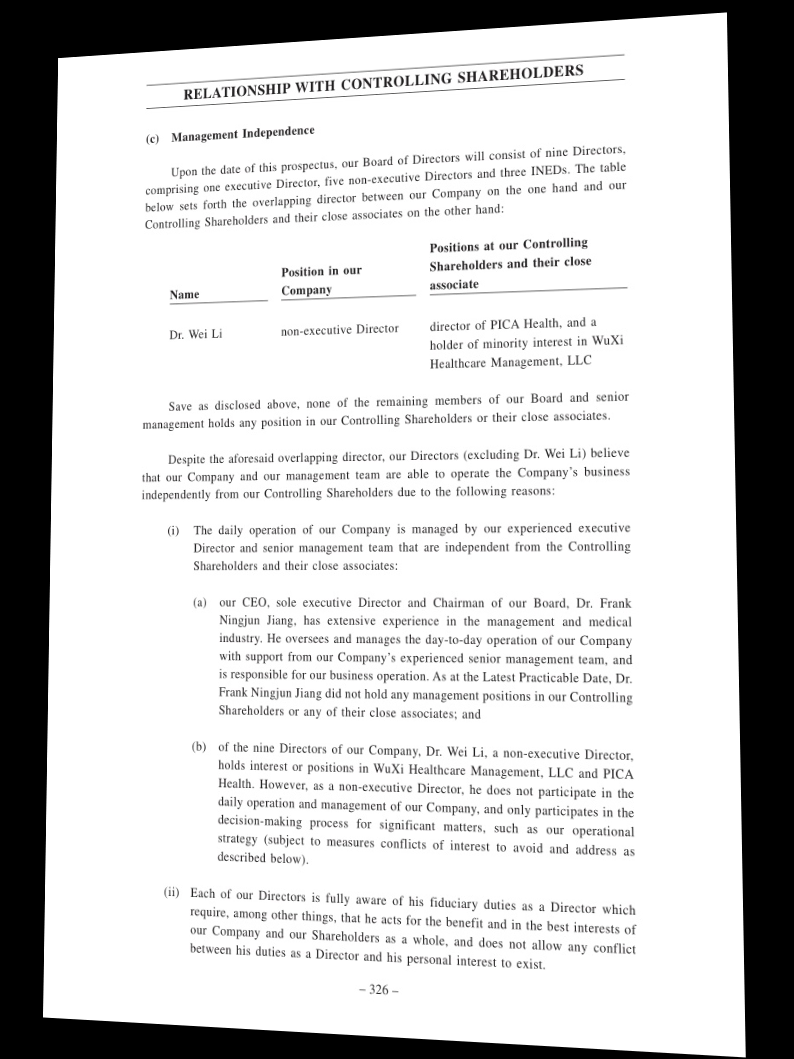 RELATIONSHIP WITH CONTROLLING SHAREHOLDERS
(c) Management Independence
Upon the date of this prospectus, our Board of Directors will consist of nine Directors,
comprising one executive Director, five non-executive Directors and three INEDs. The table
below sets forth the overlapping director between our Company on the one hand and our
Controlling Shareholders and their close associates on the other hand:
Name
Position in our
Company
Positions at our Controlling
Shareholders and their close
associate
Dr. Wei Li
non-executive Director
director of PICA Health, and a
holder of minority interest in WuXi
Healthcare Management, LLC
Save as disclosed above, none of the remaining members of our Board and senior
management holds any position in our Controlling Shareholders or their close associates.
Despite the aforesaid overlapping director, our Directors (excluding Dr. Wei Li) believe
that our Company and our management team are able to operate the Company's business
independently from our Controlling Shareholders due to the following reasons:
(i) The daily operation of our Company is managed by our experienced executive
Director and senior management team that are independent from the Controlling
Shareholders and their close associates:
(a) our CEO, sole executive Director and Chairman of our Board, Dr. Frank
Ningjun Jiang, has extensive experience in the management and medical
industry. He oversees and manages the day-to-day operation of our Company
with support from our Company's experienced senior management team, and
is responsible for our business operation. As at the Latest Practicable Date, Dr.
Frank Ningjun Jiang did not hold any management positions in our Controlling
Shareholders or any of their close associates; and
(b) of the nine Directors of our Company, Dr. Wei Li, a non-executive Director,
holds interest or positions in WuXi Healthcare Management, LLC and PICA
Health. However, as a non-executive Director, he does not participate in the
daily operation and management of our Company, and only participates in the
decision-making process for significant matters, such as our operational
strategy (subject to measures conflicts of interest to avoid and address as
described below).
(ii) Each of our Directors is fully aware of his fiduciary duties as a Director which
require, among other things, that he acts for the benefit and in the best interests of
our Company and our Shareholders as a whole, and does not allow any conflict
between his duties as a Director and his personal interest to exist.
– 326 –